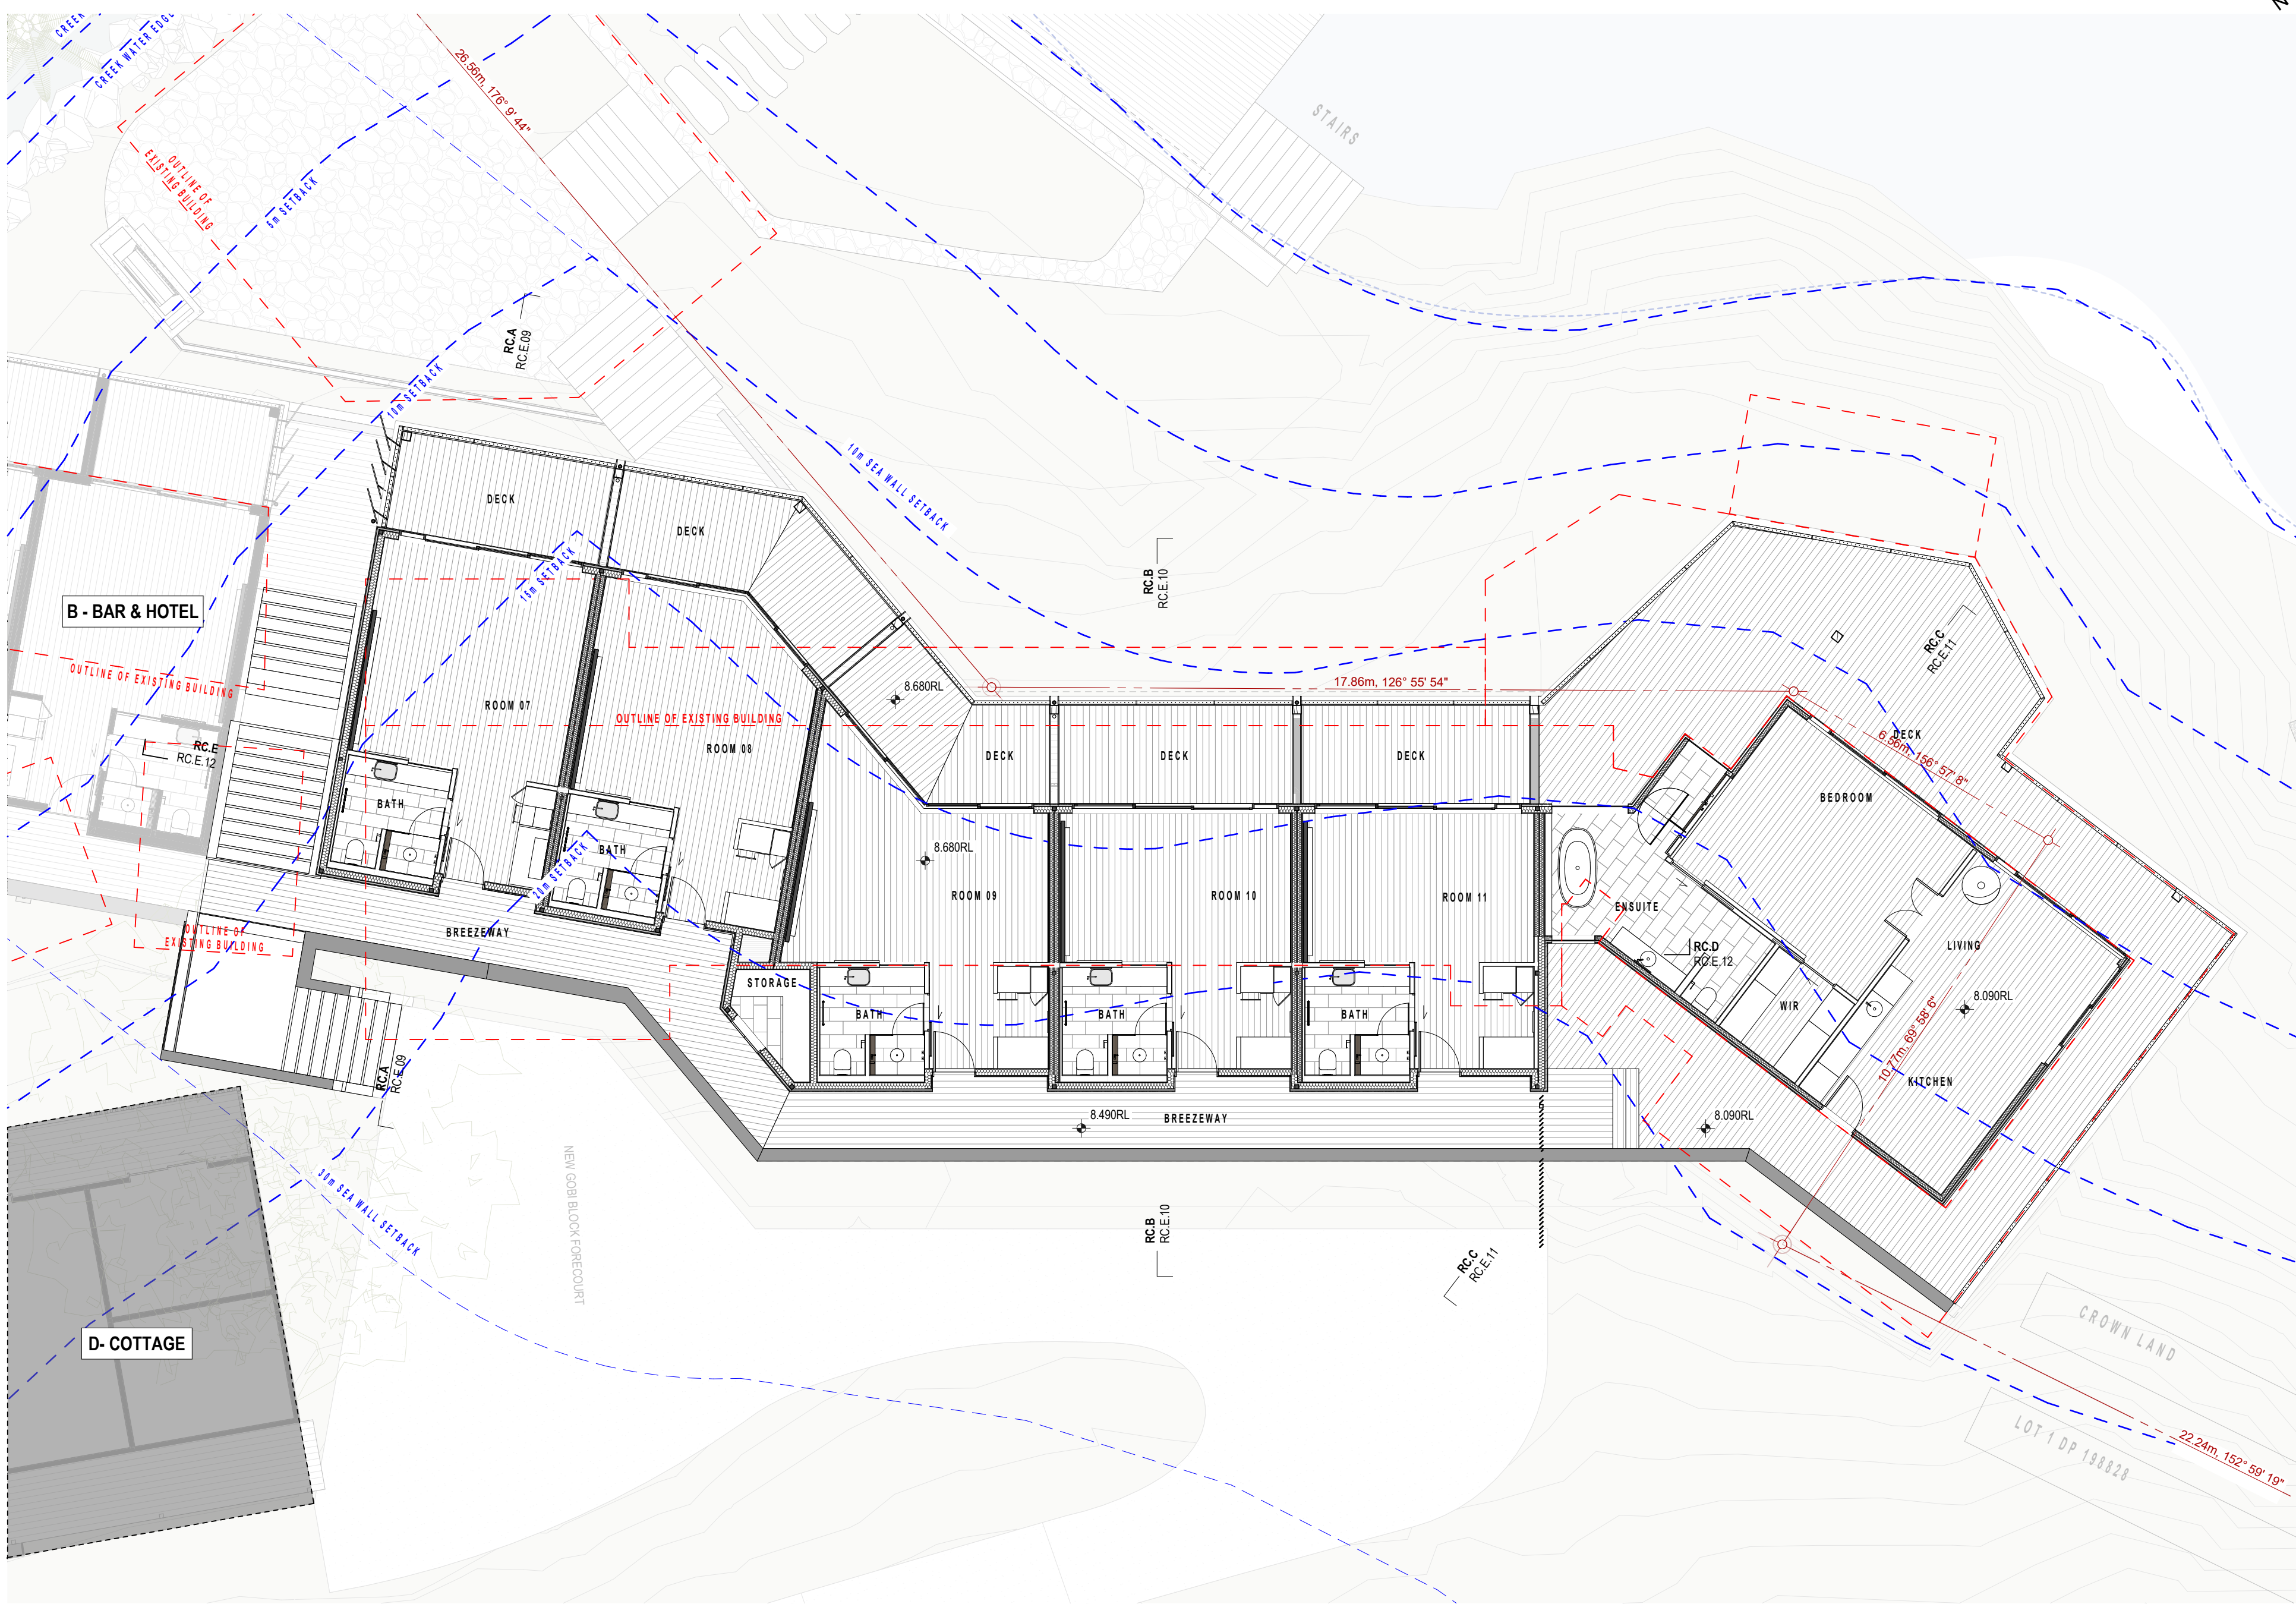 N
CREEK
CREEK WATER EDGE
26.56m, 176° 9' 44"
STAIRS
OUTLINE OF
EXISTING BUILDING
5m SETBACK
RC.A
RC.E.09
10m SETBACK
10m SEA WALL SETBACK
DECK
DECK
15m SETBACK
RC.B
RC.E.10
B - BAR & HOTEL
RC.C
RC.E.11
OUTLINE OF EXISTING BUILDING
ROOM 07
8.680RL
17.86m, 126° 55' 54"
OUTLINE OF EXISTING BUILDING
ROOM 08
RC.E
RC.E.12
DECK
DECK
DECK
DECK
6.56m, 156° 57' 8"
BATH
BEDROOM
BATH
8.680RL
20m SETBACK
ROOM 09
ROOM 10
ROOM 11
ENSUITE
BREEZEWAY
OUTLINE OF
EXISTING BUILDING
RC.D
RC.E.12
LIVING
STORAGE
WIR
8.090RL
BATH
BATH
BATH
10.77m, 69° 58' 6"
KITCHEN
RC.A
RC.E.09
8.490RL
BREEZEWAY
8.090RL
NEW GOBI BLOCK FORECOURT
30m SEA WALL SETBACK
RC.B
RC.E.10
RC.C
RC.E.11
D- COTTAGE
CROWN LAND
LOT 1 DP 198828
22.24m, 152° 59' 19"